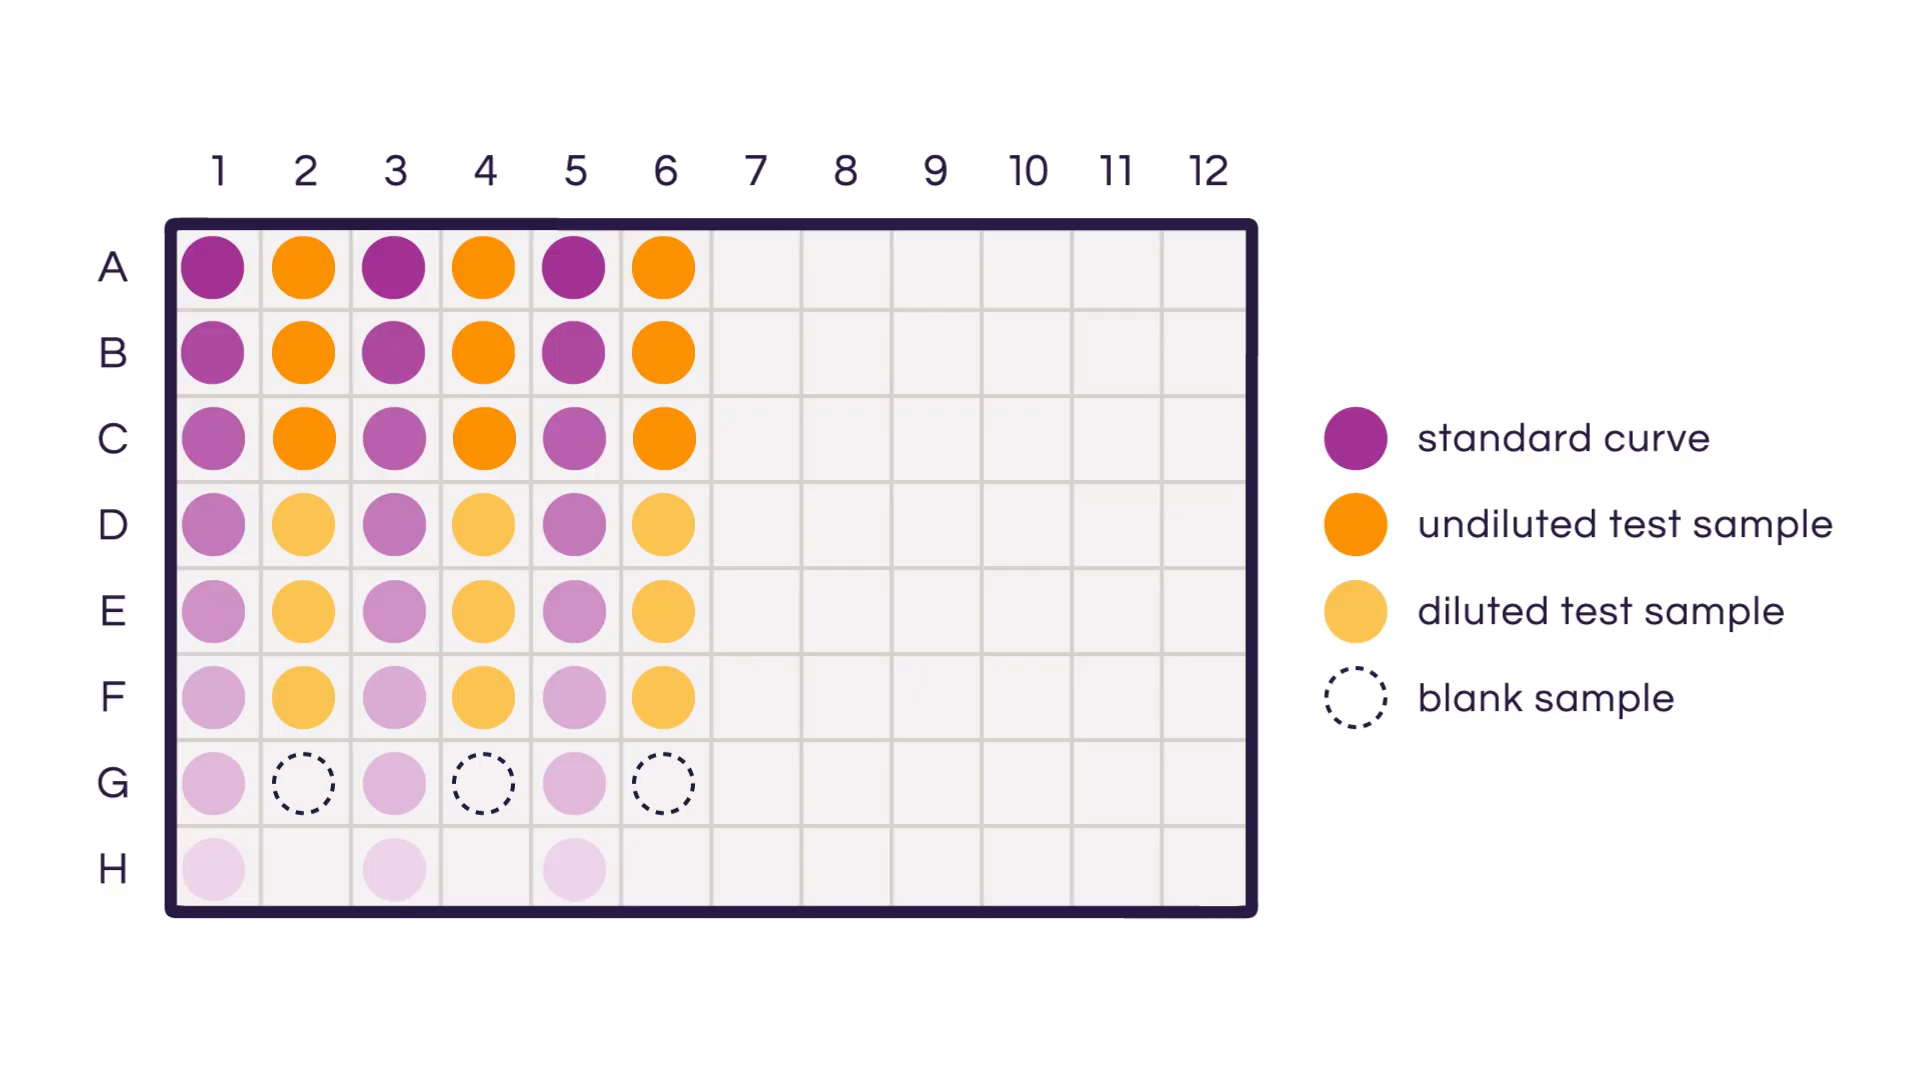 1 2 3 4 5 6 7 8 9 10 11 12
A
B
C
D
E
F
G
H
standard curve
undiluted test sample
diluted test sample
blank sample